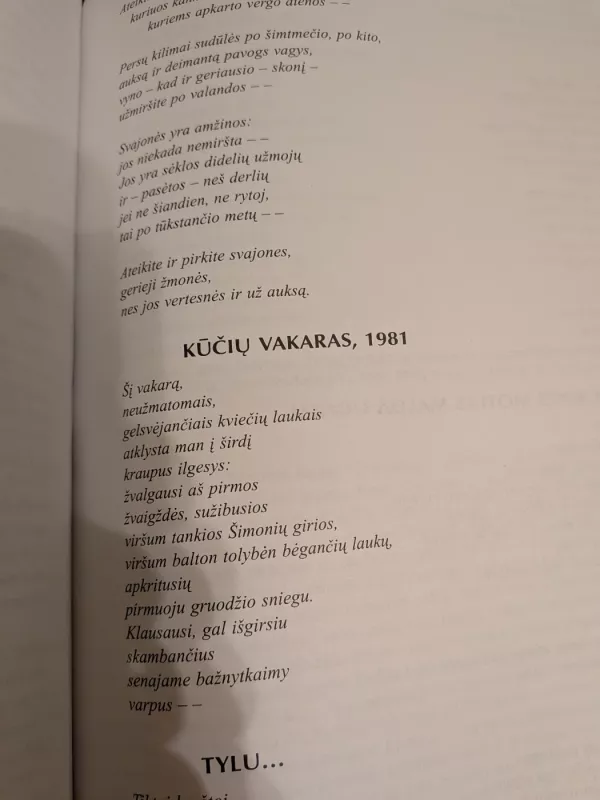 kuriems apkarto vergo dienos – –
Persų kilimai sudūlės po šimtmečio, po kito,
auksą ir deimantą pavogs vagys,
vyno – kad ir geriausio – skonį –
užmiršite po valandos – –
Svajonės yra amžinos:
jos niekada nemiršta – –
Jos yra sėklos didelių užmojų
ir – pasėtos – neš derlių
jei ne šiandien, ne rytoj,
tai po tūkstančio metų – –
Ateikite ir pirkite svajones,
gerieji žmonės,
nes jos vertesnės ir už auksą.
KŪČIŲ VAKARAS, 1981
Šį vakarą,
neužmatomais,
gelsvėjančiais kviečių laukais
atklysta man į širdį
kraupus ilgesys:
žvalgausi aš pirmos
žvaigždės, sužibusios
viršum tankios Šimonių girios,
viršum balton tolybėn bėgančių laukų,
apkritusių
pirmuoju gruodžio sniegu.
Klausausi, gal išgirsiu
skambančius
senajame bažnytkaimy
varpus – –
TYLU...